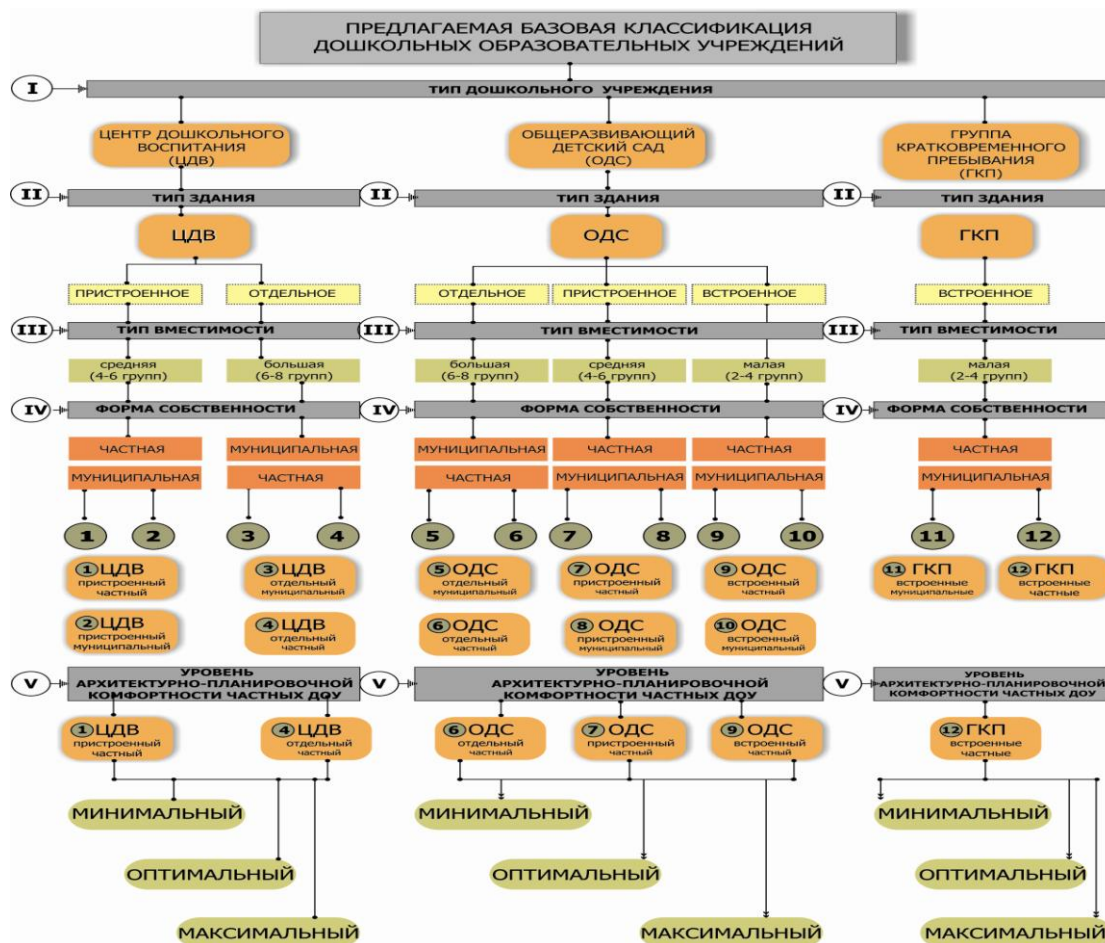 ПРЕДЛАГАЕМАЯ БАЗОВАЯ КЛАССИФИКАЦИЯ
ДОШКОЛЬНЫХ ОБРАЗОВАТЕЛЬНЫХ УЧРЕЖДЕНИЙ
I
ТИП ДОШКОЛЬНОГО УЧРЕЖДЕНИЯ
ЦЕНТР ДОШКОЛЬНОГО
ВОСПИТАНИЯ
(ЦДВ)
ОБЩЕРАЗВИВАЮЩИЙ
ДЕТСКИЙ САД
(ОДС)
ГРУППА
КРАТКОВРЕМЕННОГО
ПРЕБЫВАНИЯ
(ГКП)
II ТИП ЗДАНИЯ II ТИП ЗДАНИЯ II ТИП ЗДАНИЯ
ЦДВ ОДС ГКП
ПРИСТРОЕННОЕ ОТДЕЛЬНОЕ ОТДЕЛЬНОЕ ПРИСТРОЕННОЕ ВСТРОЕННОЕ ВСТРОЕННОЕ
III ТИП ВМЕСТИМОСТИ III ТИП ВМЕСТИМОСТИ III ТИП ВМЕСТИМОСТИ
средняя
(4-6 групп)
большая
(6-8 групп)
большая
(6-8 групп)
средняя
(4-6 групп)
малая
(2-4 групп)
малая
(2-4 групп)
IV ФОРМА СОБСТВЕННОСТИ IV ФОРМА СОБСТВЕННОСТИ IV ФОРМА СОБСТВЕННОСТИ
ЧАСТНАЯ МУНИЦИПАЛЬНАЯ МУНИЦИПАЛЬНАЯ ЧАСТНАЯ ЧАСТНАЯ ЧАСТНАЯ
МУНИЦИПАЛЬНАЯ ЧАСТНАЯ ЧАСТНАЯ МУНИЦИПАЛЬНАЯ МУНИЦИПАЛЬНАЯ МУНИЦИПАЛЬНАЯ
1 2 3 4 5 6 7 8 9 10 11 12
1 ЦДВ
пристроенный
частный
3 ЦДВ
отдельный
муниципальный
5 ОДС
отдельный
муниципальный
7 ОДС
пристроенный
частный
9 ОДС
встроенный
частный
11 ГКП
встроенные
муниципальные
12 ГКП
встроенные
частные
2 ЦДВ
пристроенный
муниципальный
4 ЦДВ
отдельный
частный
6 ОДС
отдельный
частный
8 ОДС
пристроенный
муниципальный
10 ОДС
встроенный
муниципальный
V
УРОВЕНЬ
АРХИТЕКТУРНО-ПЛАНИРОВОЧНОЙ
КОМФОРТНОСТИ ЧАСТНЫХ ДОУ
V
УРОВЕНЬ
АРХИТЕКТУРНО-ПЛАНИРОВОЧНОЙ
КОМФОРТНОСТИ ЧАСТНЫХ ДОУ
V
УРОВЕНЬ
АРХИТЕКТУРНО-ПЛАНИРОВОЧНОЙ
КОМФОРТНОСТИ ЧАСТНЫХ ДОУ
1 ЦДВ
пристроенный
частный
4 ЦДВ
отдельный
частный
6 ОДС
отдельный
частный
7 ОДС
пристроенный
частный
9 ОДС
встроенный
частный
12 ГКП
встроенные
частные
МИНИМАЛЬНЫЙ МИНИМАЛЬНЫЙ МИНИМАЛЬНЫЙ
ОПТИМАЛЬНЫЙ ОПТИМАЛЬНЫЙ ОПТИМАЛЬНЫЙ
МАКСИМАЛЬНЫЙ МАКСИМАЛЬНЫЙ МАКСИМАЛЬНЫЙ